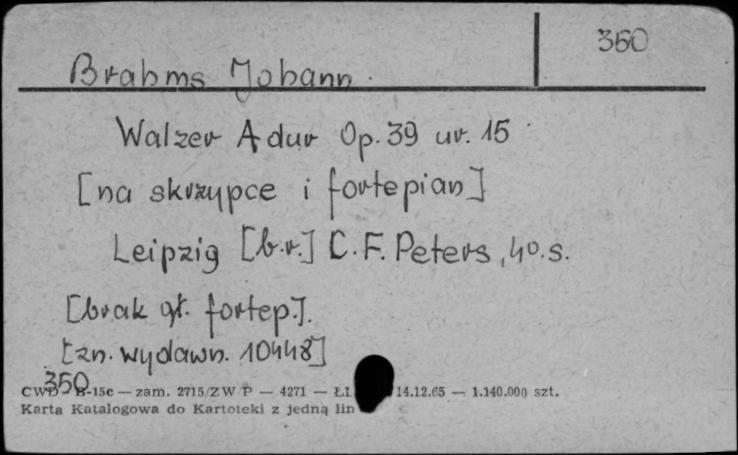 360
Brahms Johann
Walzer A dur Op. 39 nr. 15
[na skrzypce i fortepian]
Leipzig [b.r.] C. F. Peters, 4o. s.
[brak gł. fortep.].
[zn. wydawn. 10448]
350
CWD B-15c — zam. 2715/ZW P — 4271 — ŁI 14.12.65 — 1.140.000 szt.
Karta Katalogowa do Kartoteki z jedną lin